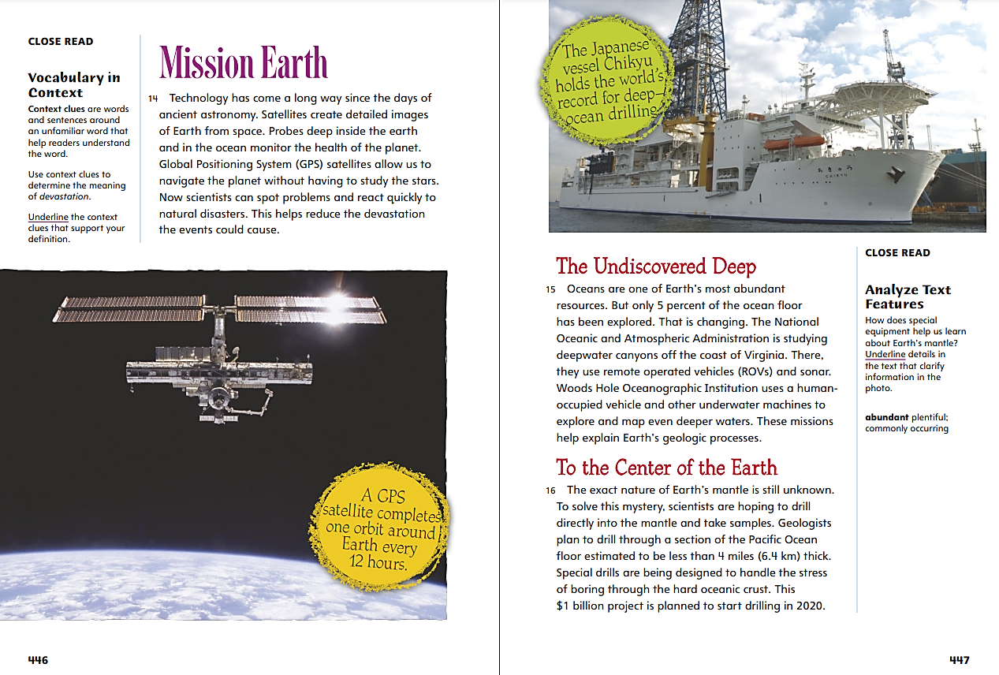 CLOSE READ
Vocabulary in
Context
Context clues are words
and sentences around
an unfamiliar word that
help readers understand
the word.
Use context clues to
determine the meaning
of devastation.
Underline the context
clues that support your
definition.
Mission Earth
14 Technology has come a long way since the days of
ancient astronomy. Satellites create detailed images
of Earth from space. Probes deep inside the earth
and in the ocean monitor the health of the planet.
Global Positioning System (GPS) satellites allow us to
navigate the planet without having to study the stars.
Now scientists can spot problems and react quickly to
natural disasters. This helps reduce the devastation
the events could cause.
A GPS
satellite completes
one orbit around
Earth every
12 hours.
446
The Japanese
vessel Chikyu
holds the world's
record for deep-
ocean drilling.
ちきゅう
CHIKYU
The Undiscovered Deep
15 Oceans are one of Earth's most abundant
resources. But only 5 percent of the ocean floor
has been explored. That is changing. The National
Oceanic and Atmospheric Administration is studying
deepwater canyons off the coast of Virginia. There,
they use remote operated vehicles (ROVs) and sonar.
Woods Hole Oceanographic Institution uses a human-
occupied vehicle and other underwater machines to
explore and map even deeper waters. These missions
help explain Earth's geologic processes.
To the Center of the Earth
16 The exact nature of Earth's mantle is still unknown.
To solve this mystery, scientists are hoping to drill
directly into the mantle and take samples. Geologists
plan to drill through a section of the Pacific Ocean
floor estimated to be less than 4 miles (6.4 km) thick.
Special drills are being designed to handle the stress
of boring through the hard oceanic crust. This
$1 billion project is planned to start drilling in 2020.
CLOSE READ
Analyze Text
Features
How does special
equipment help us learn
about Earth's mantle?
Underline details in
the text that clarify
information in the
photo.
abundant plentiful;
commonly occurring
447